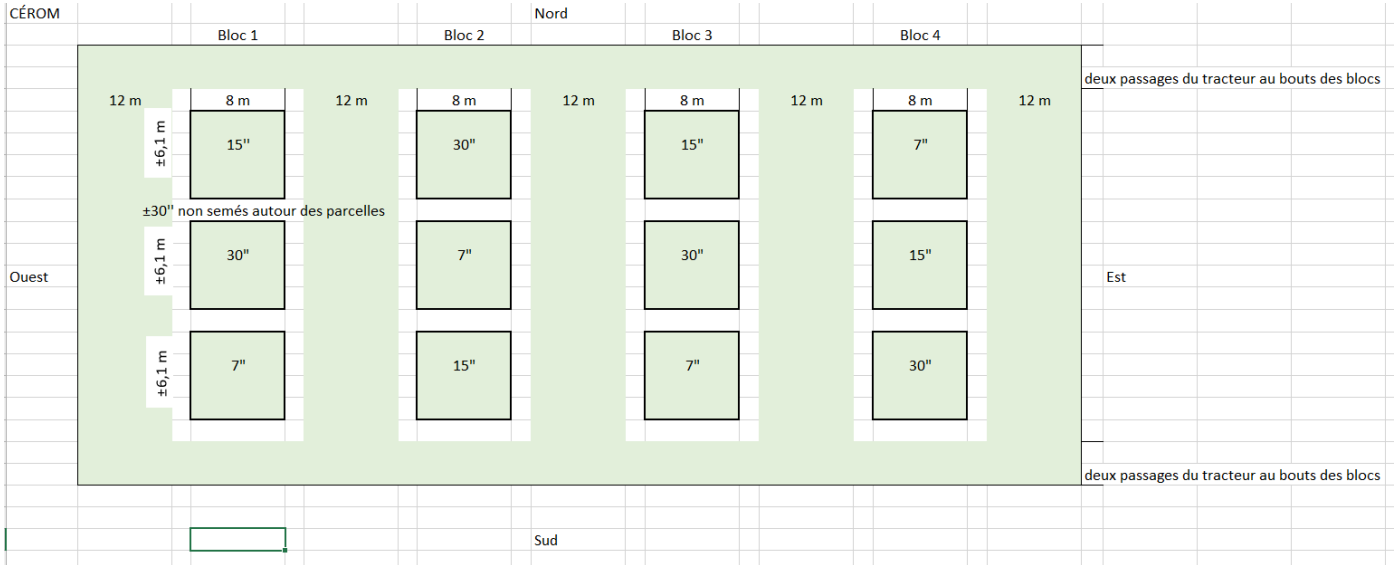 CÉROM
Nord
Bloc 1
Bloc 2
Bloc 3
Bloc 4
deux passages du tracteur au bouts des blocs
12 m
8 m
12 m
8 m
12 m
8 m
12 m
8 m
12 m
±6,1 m
15''
30"
15"
7"
±30" non semés autour des parcelles
±6,1 m
30"
7"
30"
15"
Ouest
Est
±6,1 m
7"
15"
7"
30"
deux passages du tracteur au bouts des blocs
Sud